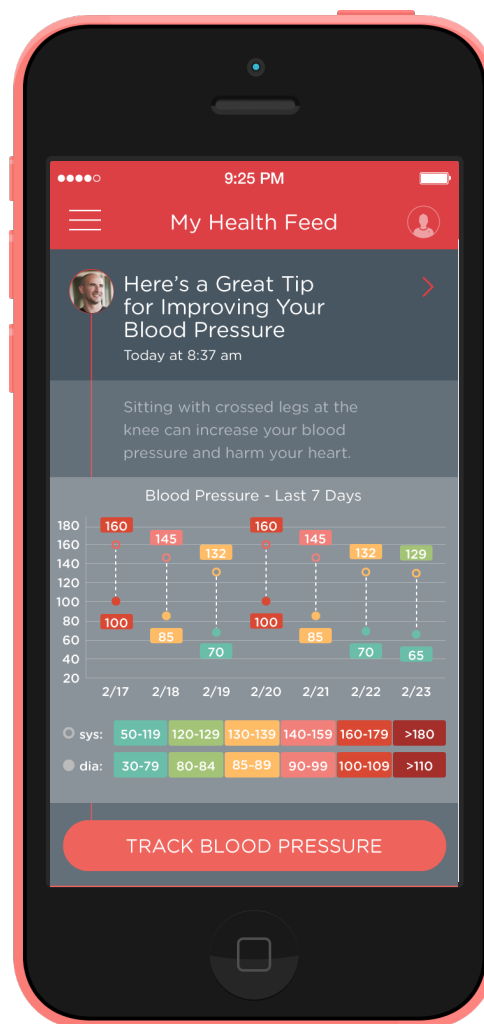 9:25 PM
My Health Feed
Here's a Great Tip
for Improving Your
Blood Pressure
Today at 8:37 am
Sitting with crossed legs at the
knee can increase your blood
pressure and harm your heart.
Blood Pressure - Last 7 Days
180
160
140
120
100
80
60
40
20
160
145
132
160
145
132
129
100
85
70
100
85
70
65
2/17 2/18 2/19 2/20 2/21 2/22 2/23
sys: 50-119 120-129 130-139 140-159 160-179 >180
dia: 30-79 80-84 85-89 90-99 100-109 >110
TRACK BLOOD PRESSURE